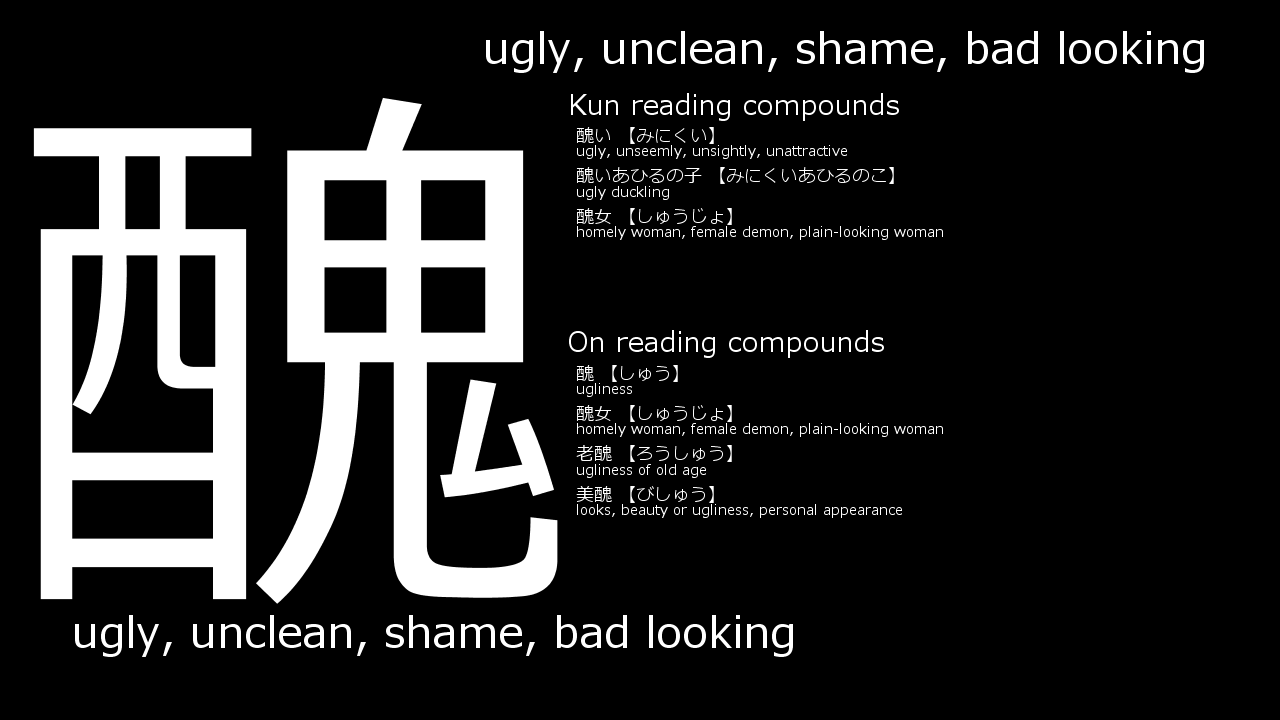 ugly, unclean, shame, bad looking
醜
Kun reading compounds
醜い 【みにくい】
ugly, unseemly, unsightly, unattractive
醜いあひるの子 【みにくいあひるのこ】
ugly duckling
醜女 【しゅうじょ】
homely woman, female demon, plain-looking woman
On reading compounds
醜 【しゅう】
ugliness
醜女 【しゅうじょ】
homely woman, female demon, plain-looking woman
老醜 【ろうしゅう】
ugliness of old age
美醜 【びしゅう】
looks, beauty or ugliness, personal appearance
ugly, unclean, shame, bad looking